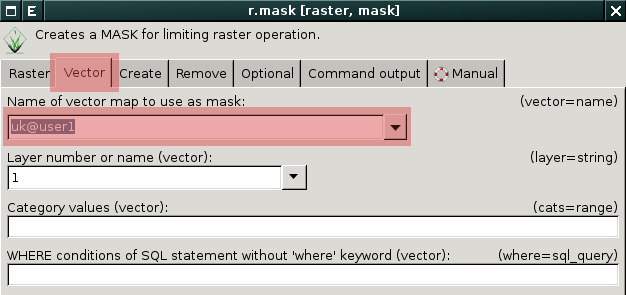 E r.mask [raster, mask]
Creates a MASK for limiting raster operation.
Raster Vector Create Remove Optional Command output Manual
Name of vector map to use as mask: (vector=name)
uk@user1
Layer number or name (vector): (layer=string)
1
Category values (vector): (cats=range)
WHERE conditions of SQL statement without 'where' keyword (vector): (where=sql_query)